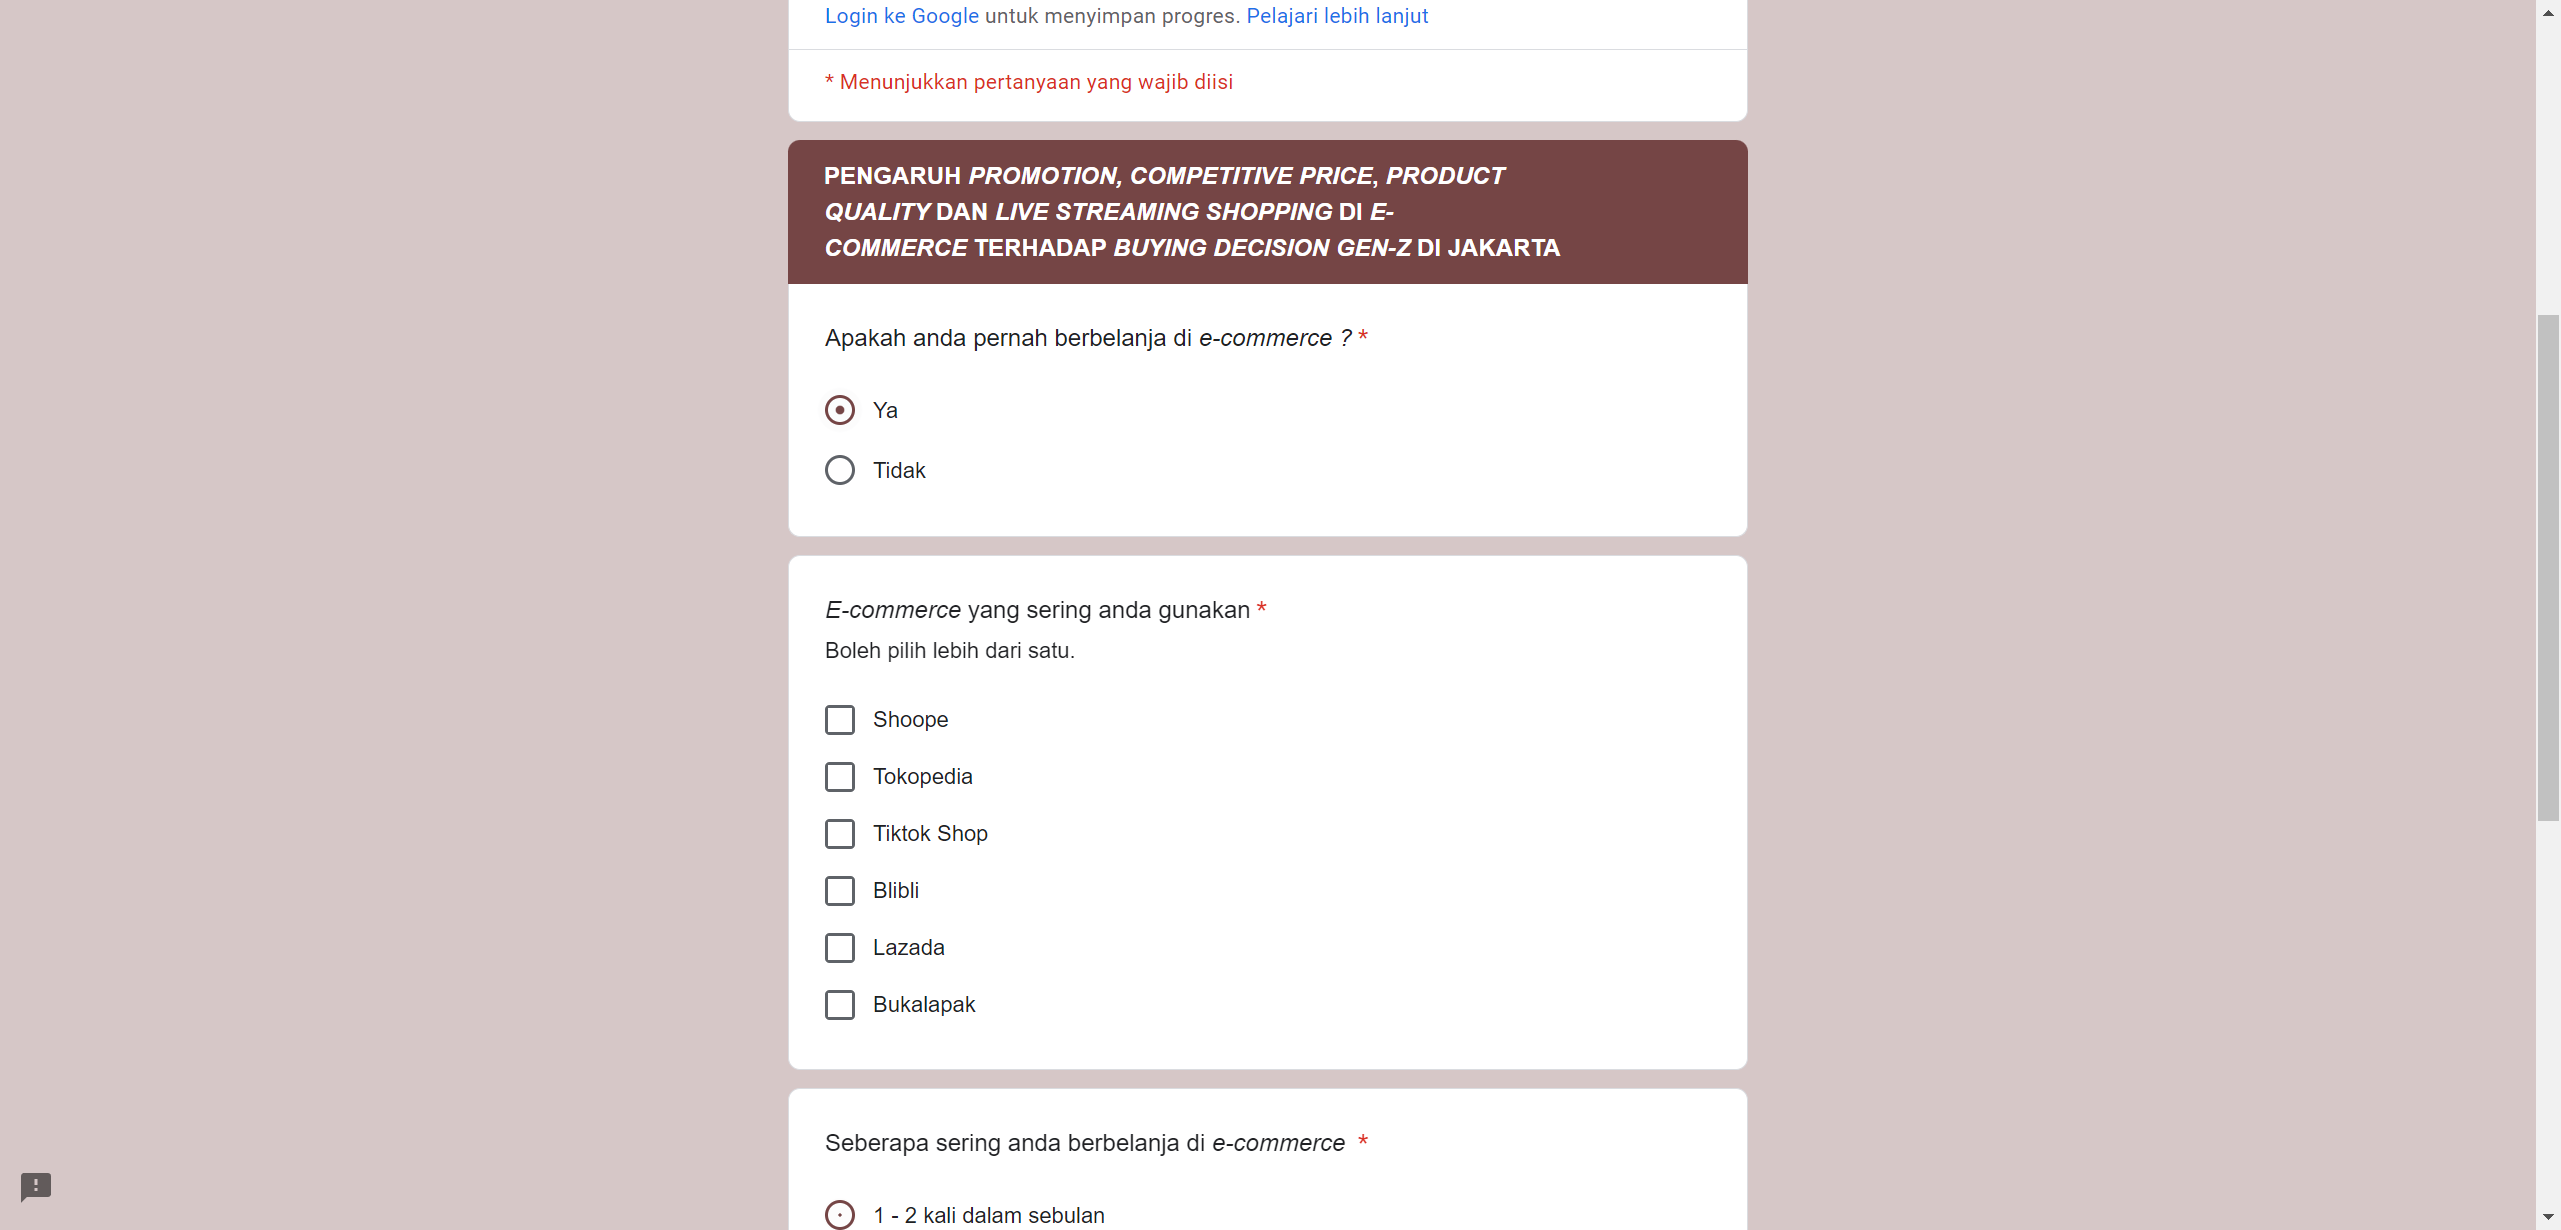 Login ke Google untuk menyimpan progres. Pelajari lebih lanjut
* Menunjukkan pertanyaan yang wajib diisi
PENGARUH PROMOTION, COMPETITIVE PRICE, PRODUCT
QUALITY DAN LIVE STREAMING SHOPPING DI E-
COMMERCE TERHADAP BUYING DECISION GEN-Z DI JAKARTA
Apakah anda pernah berbelanja di e-commerce ? *
Ya
Tidak
E-commerce yang sering anda gunakan *
Boleh pilih lebih dari satu.
Shoope
Tokopedia
Tiktok Shop
Blibli
Lazada
Bukalapak
Seberapa sering anda berbelanja di e-commerce *
1 - 2 kali dalam sebulan